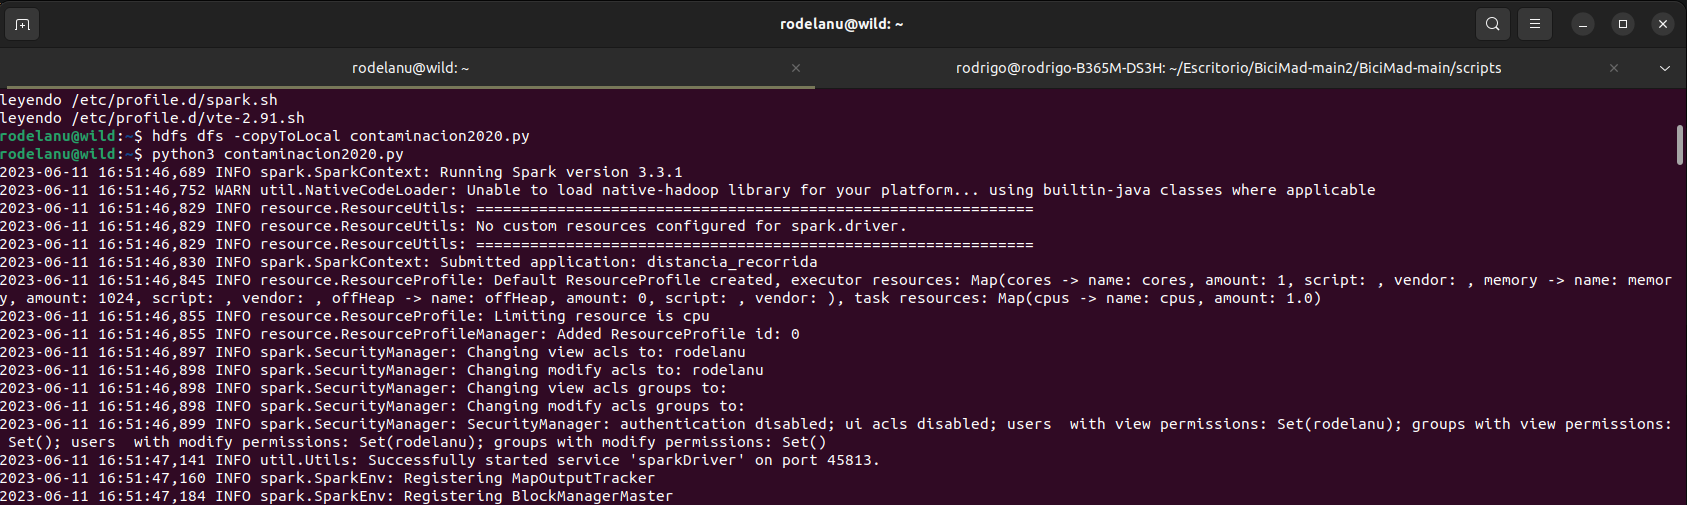 rodelanu@wild: ~
rodelanu@wild: ~
rodrigo@rodrigo-B365M-DS3H: ~/Escritorio/BiciMad-main2/BiciMad-main/scripts
leyendo /etc/profile.d/spark.sh
leyendo /etc/profile.d/vte-2.91.sh
rodelanu@wild:~$ hdfs dfs -copyToLocal contaminacion2020.py
rodelanu@wild:~$ python3 contaminacion2020.py
2023-06-11 16:51:46,689 INFO spark.SparkContext: Running Spark version 3.3.1
2023-06-11 16:51:46,752 WARN util.NativeCodeLoader: Unable to load native-hadoop library for your platform... using builtin-java classes where applicable
2023-06-11 16:51:46,829 INFO resource.ResourceUtils: ==============================================================
2023-06-11 16:51:46,829 INFO resource.ResourceUtils: No custom resources configured for spark.driver.
2023-06-11 16:51:46,829 INFO resource.ResourceUtils: ==============================================================
2023-06-11 16:51:46,830 INFO spark.SparkContext: Submitted application: distancia_recorrida
2023-06-11 16:51:46,845 INFO resource.ResourceProfile: Default ResourceProfile created, executor resources: Map(cores -> name: cores, amount: 1, script: , vendor: , memory -> name: memor
y, amount: 1024, script: , vendor: , offHeap -> name: offHeap, amount: 0, script: , vendor: ), task resources: Map(cpus -> name: cpus, amount: 1.0)
2023-06-11 16:51:46,855 INFO resource.ResourceProfile: Limiting resource is cpu
2023-06-11 16:51:46,855 INFO resource.ResourceProfileManager: Added ResourceProfile id: 0
2023-06-11 16:51:46,897 INFO spark.SecurityManager: Changing view acls to: rodelanu
2023-06-11 16:51:46,898 INFO spark.SecurityManager: Changing modify acls to: rodelanu
2023-06-11 16:51:46,898 INFO spark.SecurityManager: Changing view acls groups to:
2023-06-11 16:51:46,898 INFO spark.SecurityManager: Changing modify acls groups to:
2023-06-11 16:51:46,899 INFO spark.SecurityManager: SecurityManager: authentication disabled; ui acls disabled; users  with view permissions: Set(rodelanu); groups with view permissions:
 Set(); users  with modify permissions: Set(rodelanu); groups with modify permissions: Set()
2023-06-11 16:51:47,141 INFO util.Utils: Successfully started service 'sparkDriver' on port 45813.
2023-06-11 16:51:47,160 INFO spark.SparkEnv: Registering MapOutputTracker
2023-06-11 16:51:47,184 INFO spark.SparkEnv: Registering BlockManagerMaster